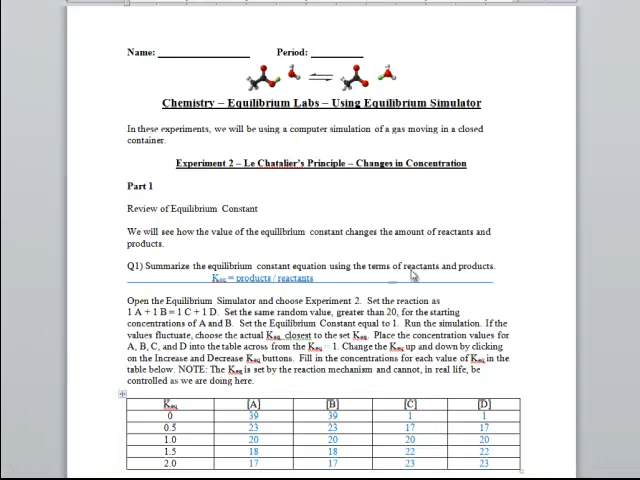 Name: ________________ Period: _________
Chemistry – Equilibrium Labs – Using Equilibrium Simulator
In these experiments, we will be using a computer simulation of a gas moving in a closed
container.
Experiment 2 – Le Chatalier's Principle – Changes in Concentration
Part 1
Review of Equilibrium Constant
We will see how the value of the equilibrium constant changes the amount of reactants and
products.
Q1) Summarize the equilibrium constant equation using the terms of reactants and products.
Keq = products / reactants
Open the Equilibrium Simulator and choose Experiment 2. Set the reaction as
1 A + 1 B = 1 C + 1 D. Set the same random value, greater than 20, for the starting
concentrations of A and B. Set the Equilibrium Constant equal to 1. Run the simulation. If the
values fluctuate, choose the actual Keq closest to the set Keq. Place the concentration values for
A, B, C, and D into the table across from the Keq = 1. Change the Keq up and down by clicking
on the Increase and Decrease Keq buttons. Fill in the concentrations for each value of Keq in the
table below. NOTE: The Keq is set by the reaction mechanism and cannot, in real life, be
controlled as we are doing here.
Keq [A] [B] [C] [D]
0 39 39 1 1
0.5 23 23 17 17
1.0 20 20 20 20
1.5 18 18 22 22
2.0 17 17 23 23